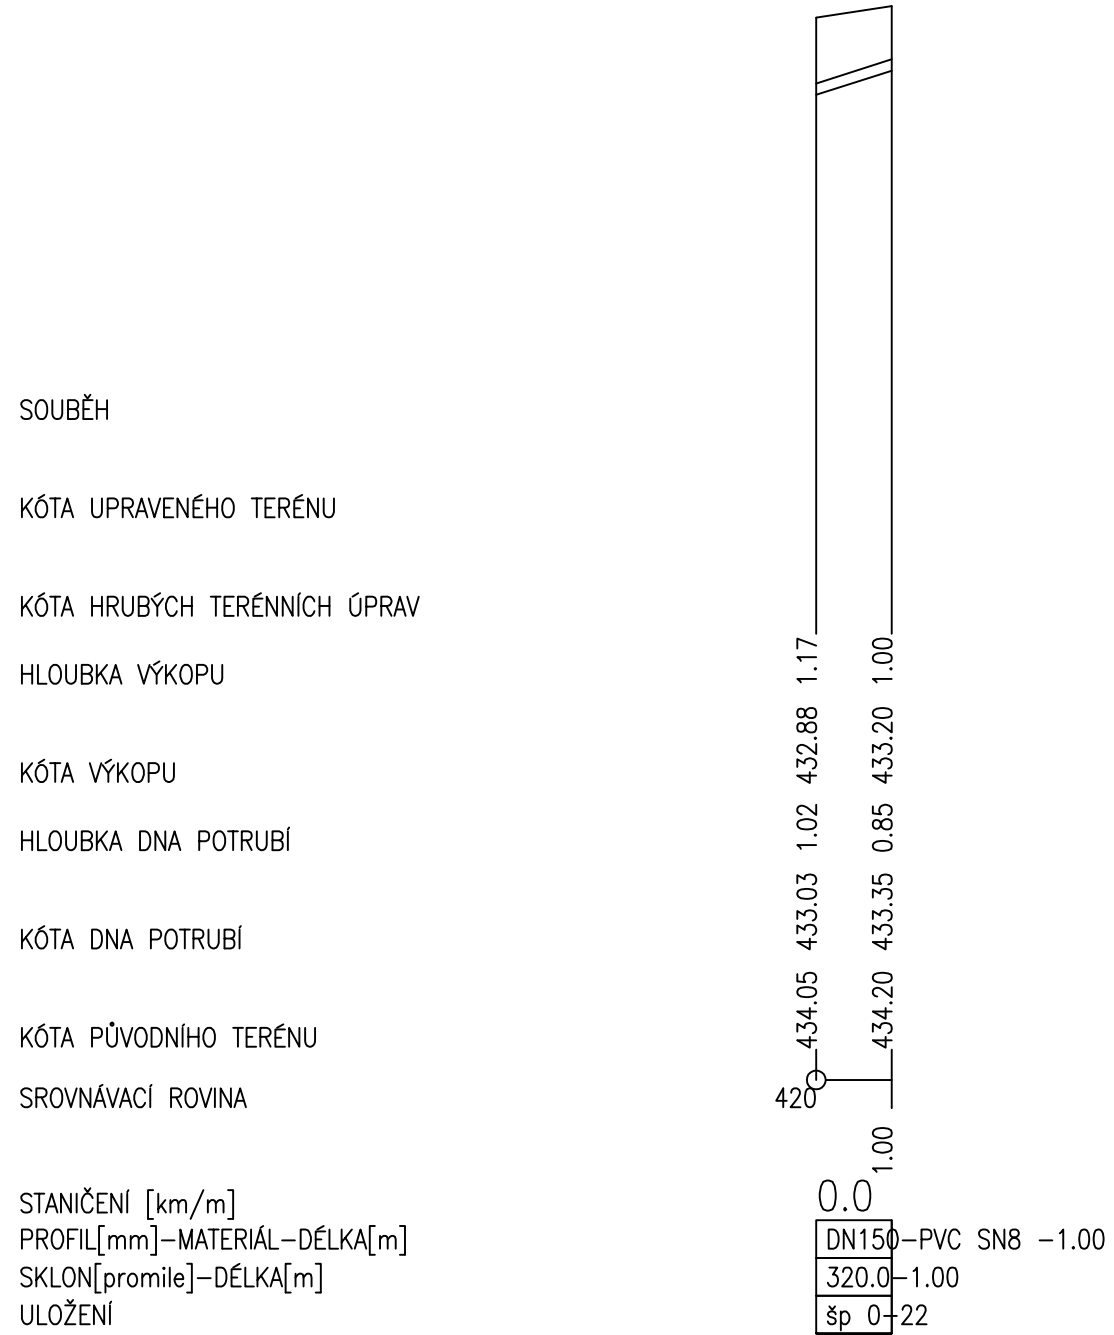 SOUBĚH
KÓTA UPRAVENÉHO TERÉNU
KÓTA HRUBÝCH TERÉNNÍCH ÚPRAV
HLOUBKA VÝKOPU 1.17 1.00
KÓTA VÝKOPU 432.88 433.20
HLOUBKA DNA POTRUBÍ 1.02 0.85
KÓTA DNA POTRUBÍ 433.03 433.35
KÓTA PŮVODNÍHO TERÉNU 434.05 434.20
SROVNÁVACÍ ROVINA 420
1.00
STANIČENÍ [km/m] 0.0
PROFIL[mm]-MATERIÁL-DÉLKA[m] DN150-PVC SN8 -1.00
SKLON[promile]-DÉLKA[m] 320.0-1.00
ULOŽENÍ šp 0-22